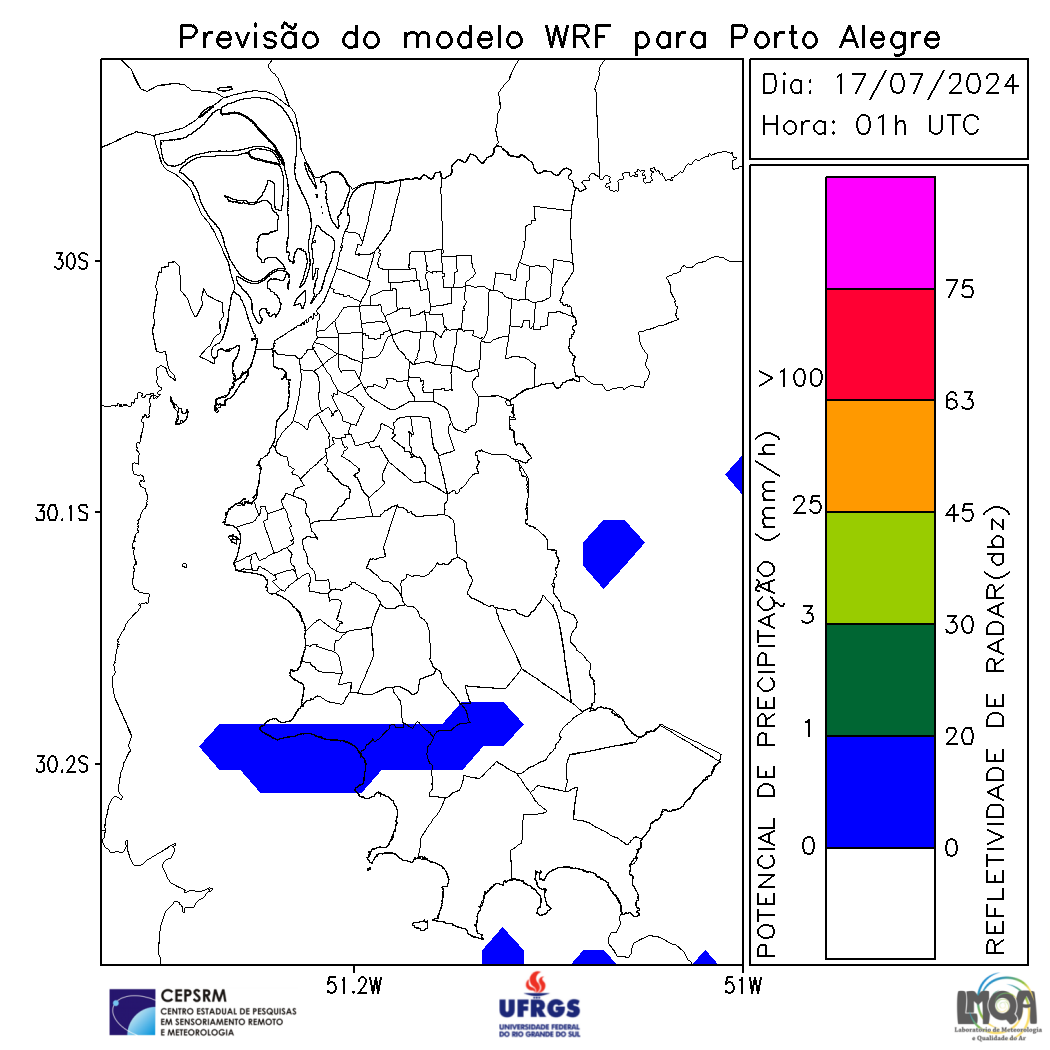 Previsão do modelo WRF para Porto Alegre
Dia: 17/07/2024
Hora: 01h UTC
30S
30.1S
30.2S
51.2W
51W
POTENCIAL DE PRECIPITAÇÃO (mm/h)
>100
25
3
1
0
75
63
45
30
20
0
REFLETIVIDADE DE RADAR(dbz)
CEPSRM
CENTRO ESTADUAL DE PESQUISAS
EM SENSORIAMENTO REMOTO
E METEOROLOGIA
UFRGS
UNIVERSIDADE FEDERAL
DO RIO GRANDE DO SUL
LMQA
Laboratório de Meteorologia
e Qualidade do Ar